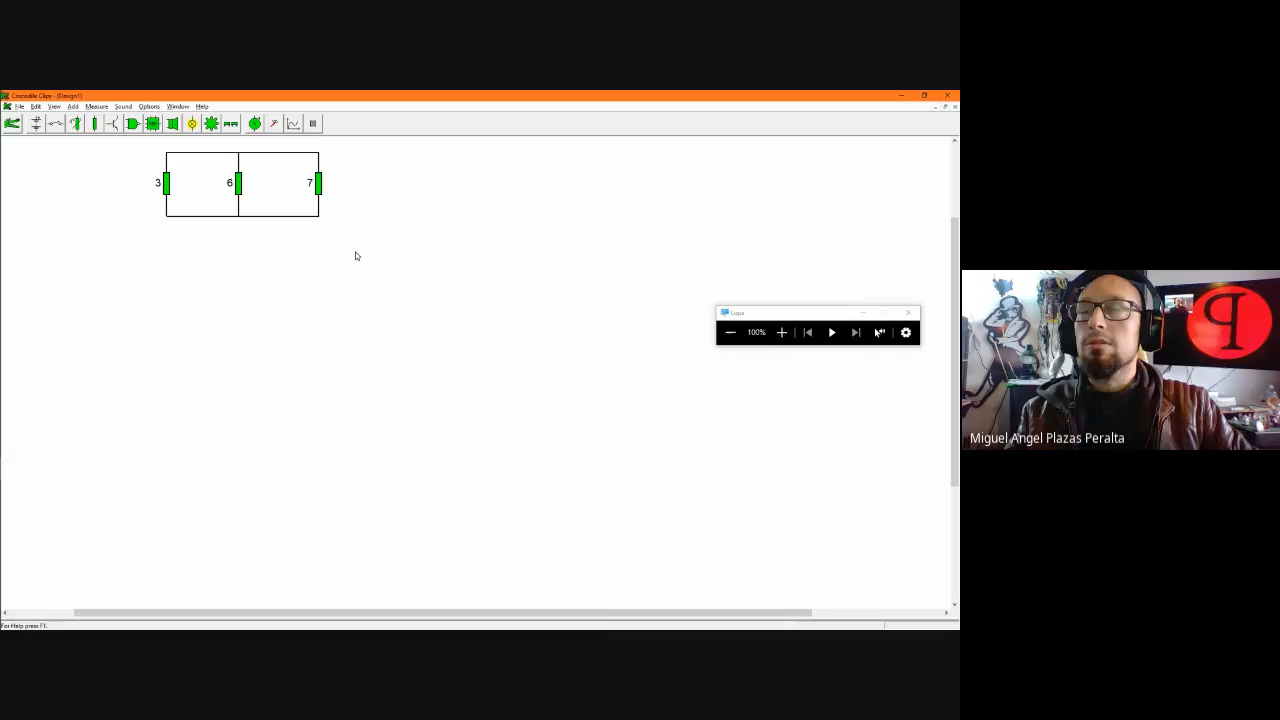 Crocodile Clips - [Design1]
File Edit View Add Measure Sound Options Window Help
3 6 7
Lupa
100%
Miguel Angel Plazas Peralta
For Help press F1.